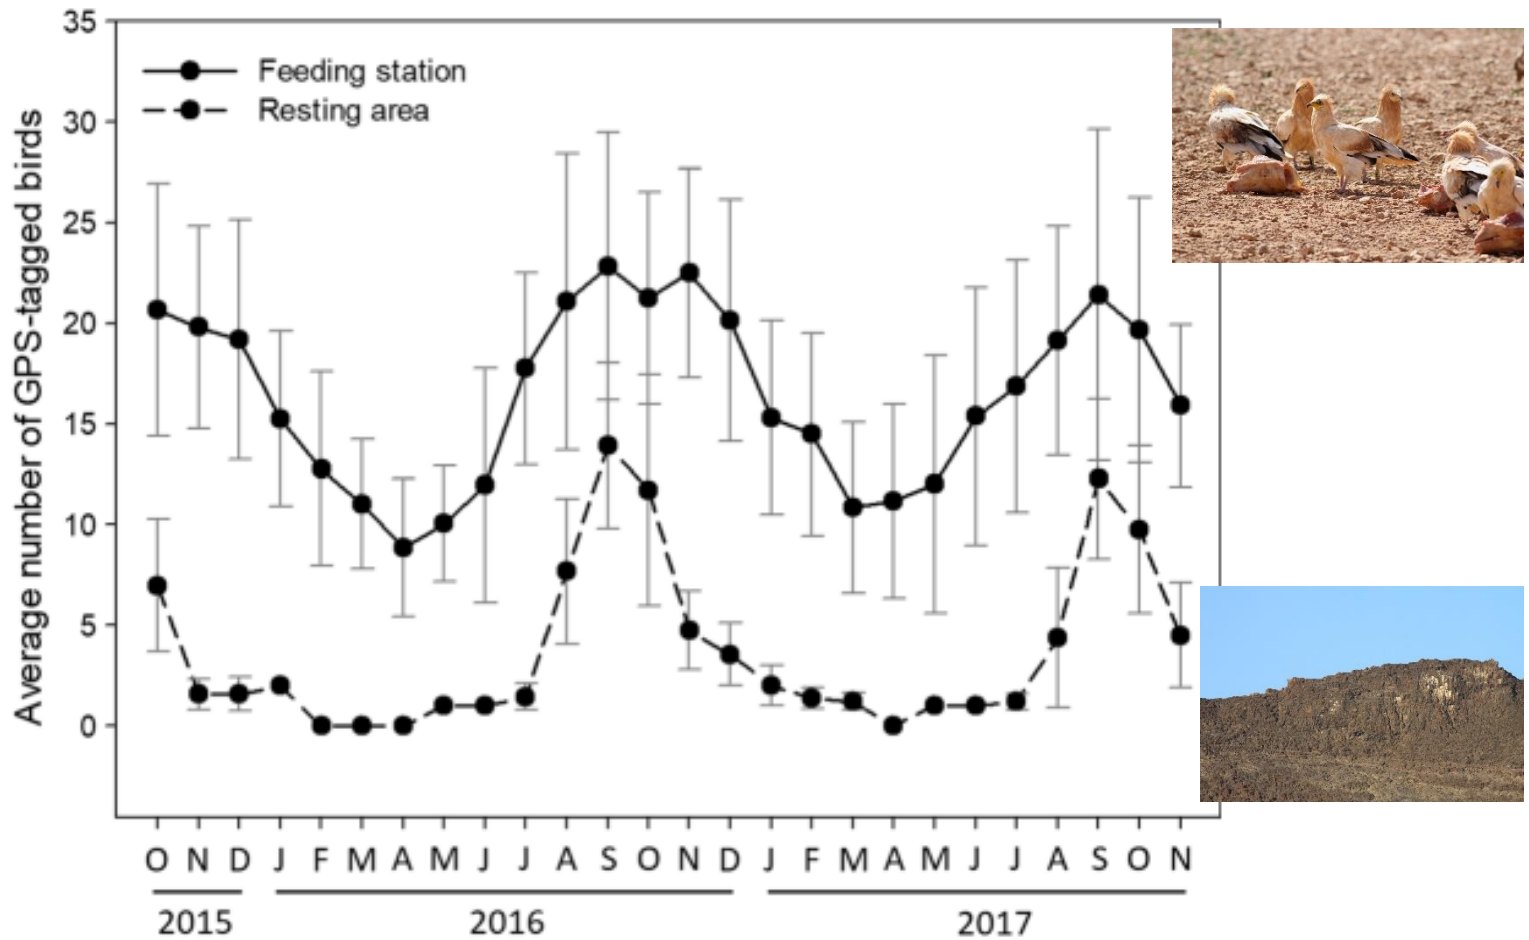 Average number of GPS-tagged birds
35
30
25
20
15
10
5
0
Feeding station
Resting area
O N D J F M A M J J A S O N D J F M A M J J A S O N
2015 2016 2017